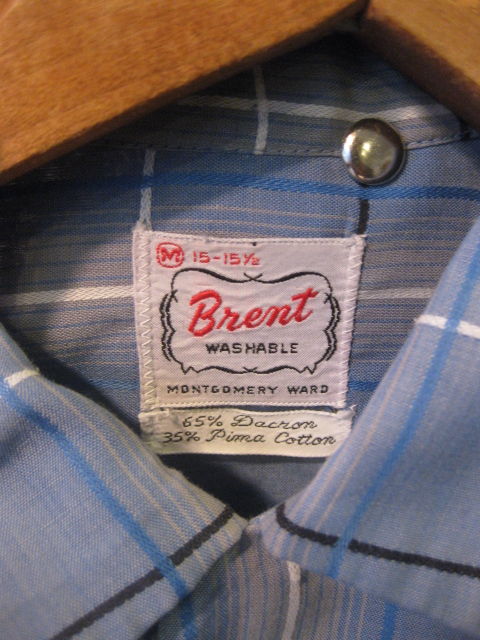 M 15-15½
Brent
WASHABLE
MONTGOMERY WARD
65% Dacron
35% Pima Cotton